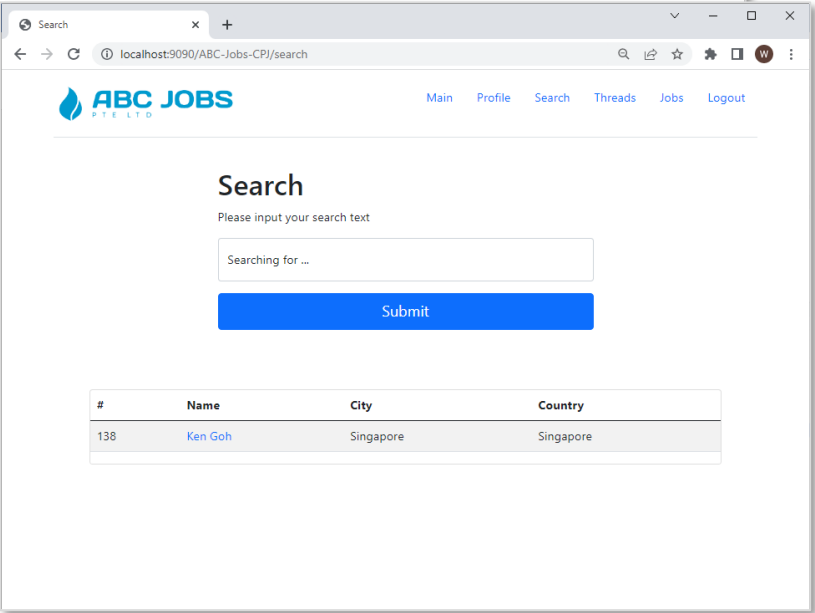 Search
localhost:9090/ABC-Jobs-CPJ/search
W
ABC JOBS
PTE LTD
Main Profile Search Threads Jobs Logout
Search
Please input your search text
Searching for ...
Submit
# Name City Country
138 Ken Goh Singapore Singapore